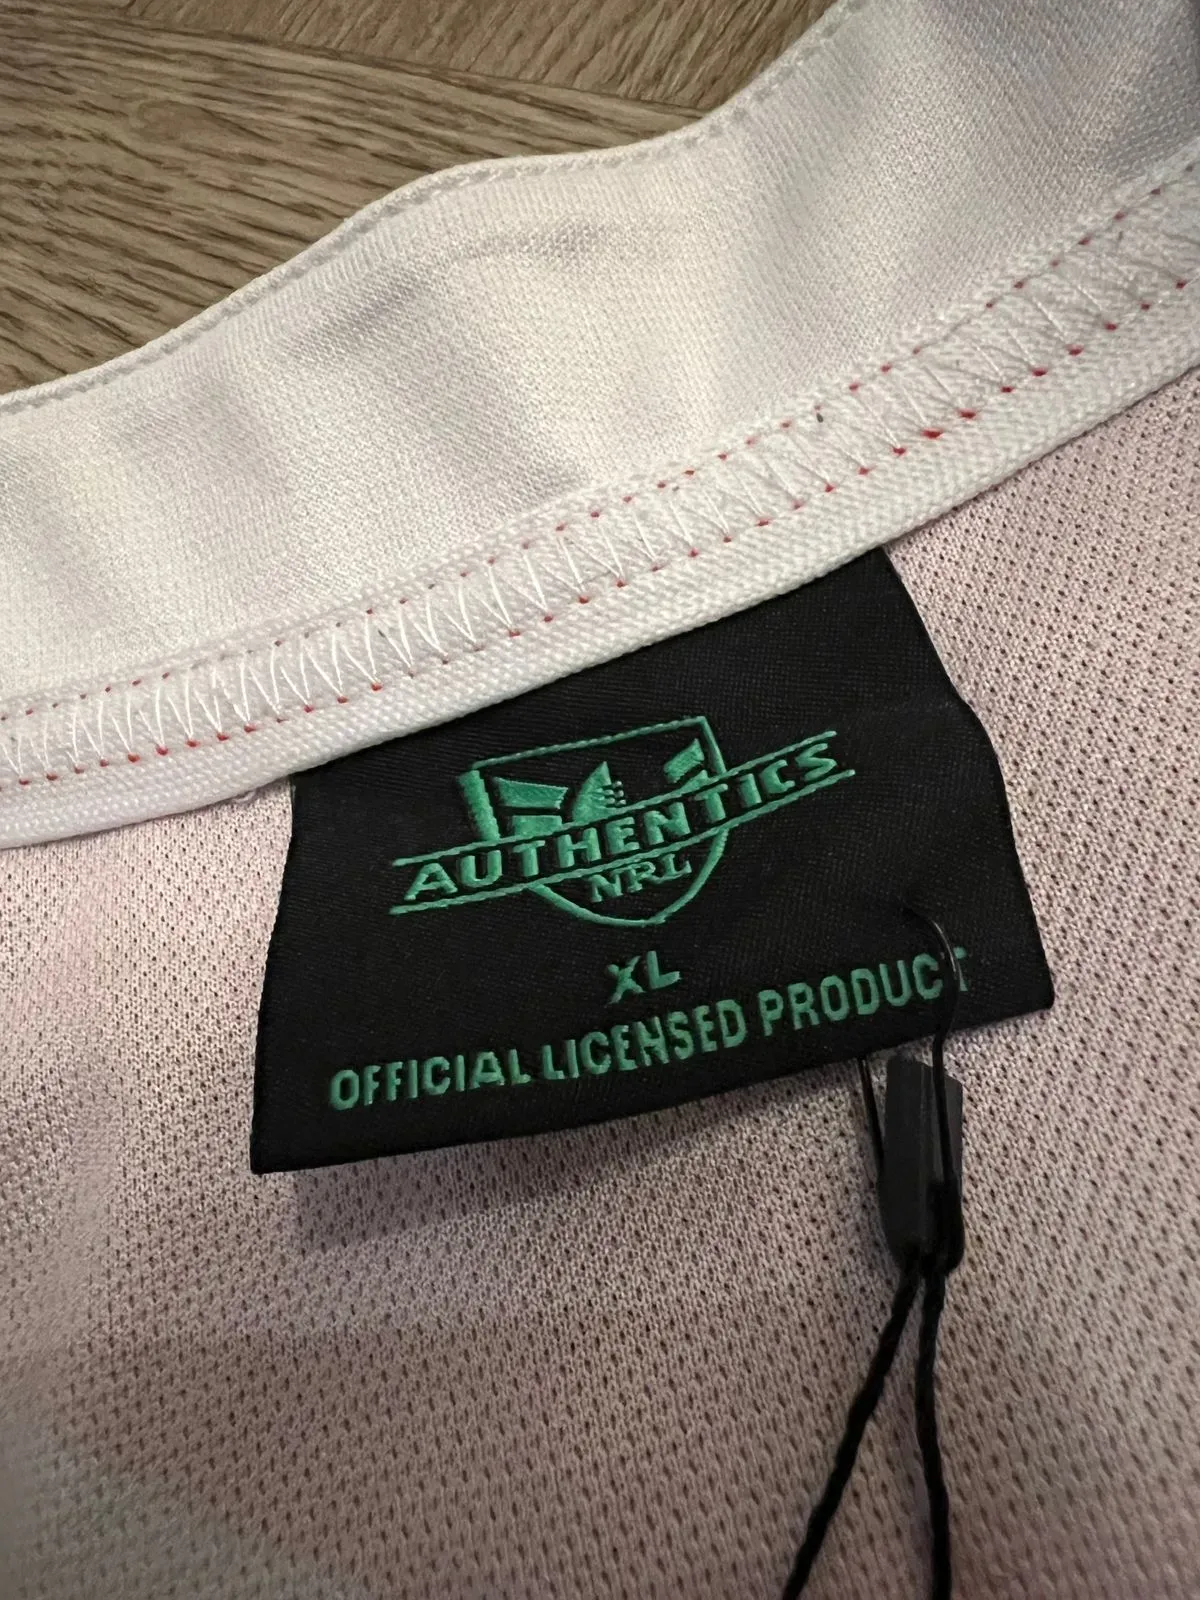 AUTHENTICS
NRL
XL
OFFICIAL LICENSED PRODUCT